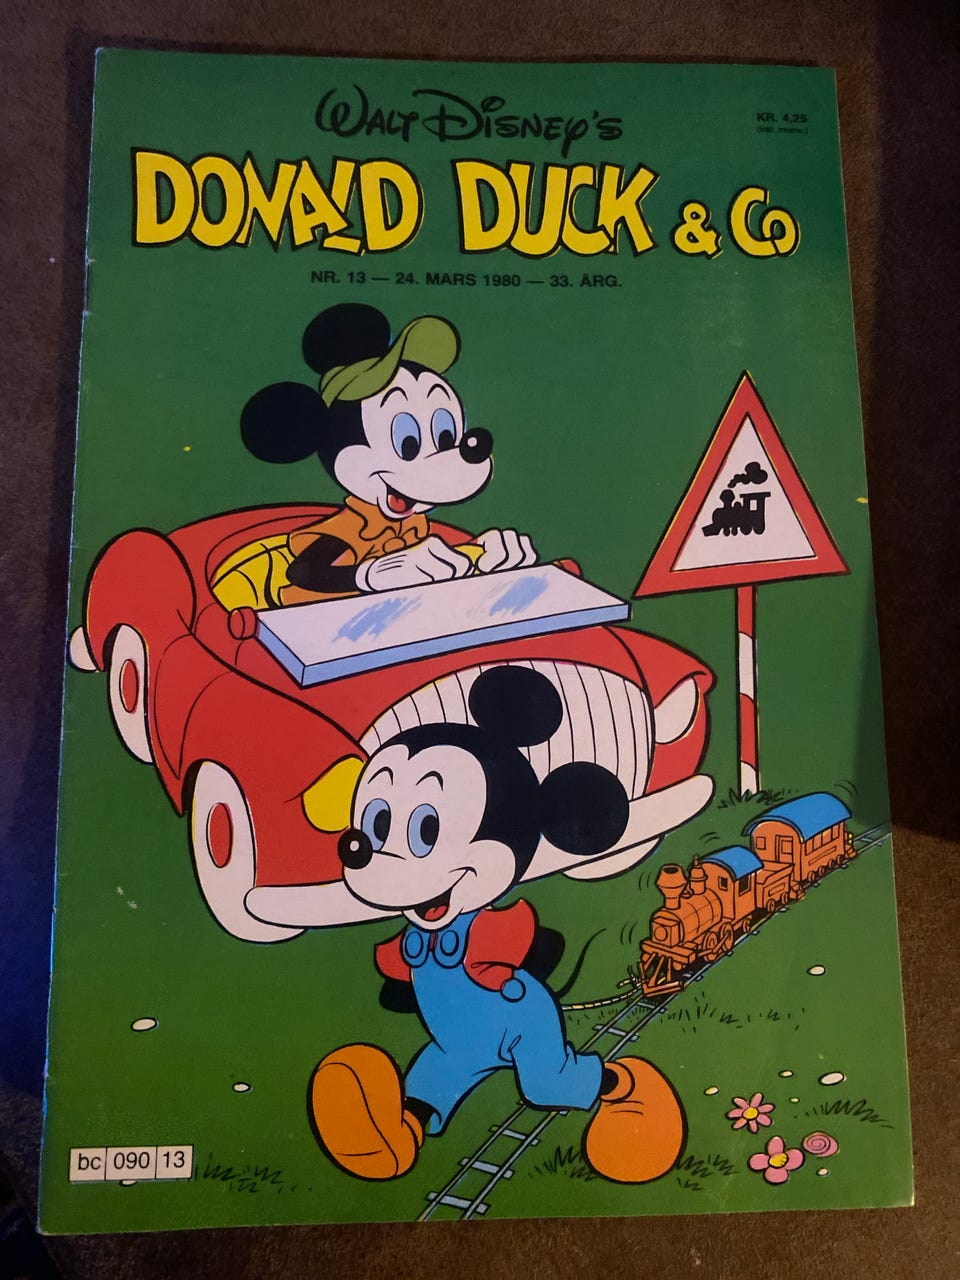 WALT DISNEY'S
KR. 4,25
(inkl. moms.)
DONALD DUCK & Co
NR. 13 — 24. MARS 1980 — 33. ÅRG.
bc 090 13